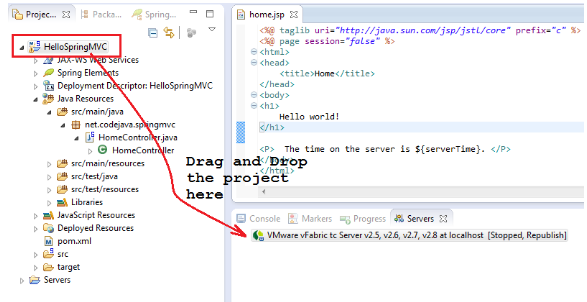 Projec...
Packa...
Spring...
HelloSpringMVC
JAX-WS Web Services
Spring Elements
Deployment Descriptor: HelloSpringMVC
Java Resources
src/main/java
net.codejava.springmvc
HomeController.java
HomeController
src/main/resources
src/test/java
src/test/resources
Libraries
JavaScript Resources
Deployed Resources
pom.xml
src
target
Servers
Drag and Drop
the project
here
home.jsp
<%@ taglib uri="http://java.sun.com/jsp/jstl/core" prefix="c" %>
<%@ page session="false" %>
<html>
<head>
<title>Home</title>
</head>
<body>
<h1>
Hello world!
</h1>
<P>  The time on the server is ${serverTime}. </P>
</body>
</html>
Console
Markers
Progress
Servers
VMware vFabric tc Server v2.5, v2.6, v2.7, v2.8 at localhost  [Stopped, Republish]